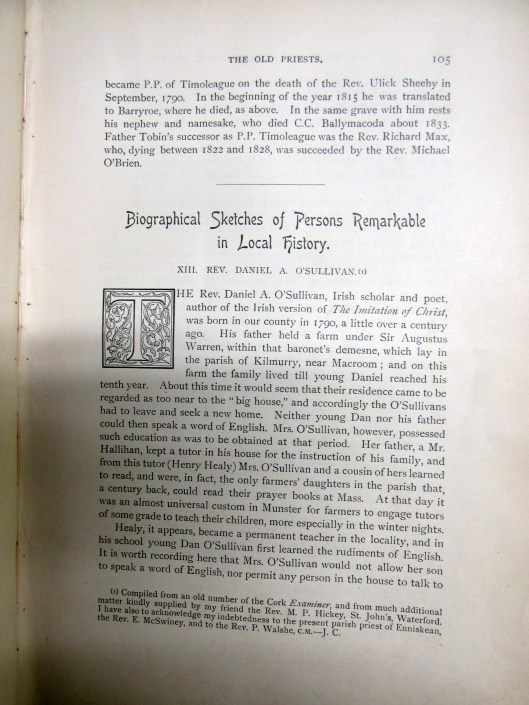 THE OLD PRIESTS. 105
became P.P. of Timoleague on the death of the Rev. Ulick Sheehy in
September, 1790. In the beginning of the year 1815 he was translated
to Barryroe, where he died, as above. In the same grave with him rests
his nephew and namesake, who died C.C. Ballymacoda about 1833.
Father Tobin's successor as P.P. Timoleague was the Rev. Richard Max,
who, dying between 1822 and 1828, was succeeded by the Rev. Michael
O'Brien.
Biographical Sketches of Persons Remarkable
in Local History.
XIII. REV. DANIEL A. O'SULLIVAN.(1)
THE Rev. Daniel A. O'Sullivan, Irish scholar and poet,
author of the Irish version of The Imitation of Christ,
was born in our county in 1790, a little over a century
ago. His father held a farm under Sir Augustus
Warren, within that baronet's demesne, which lay in
the parish of Kilmurry, near Macroom; and on this
farm the family lived till young Daniel reached his
tenth year. About this time it would seem that their residence came to be
regarded as too near to the "big house," and accordingly the O'Sullivans
had to leave and seek a new home. Neither young Dan nor his father
could then speak a word of English. Mrs. O'Sullivan, however, possessed
such education as was to be obtained at that period. Her father, a Mr.
Hallihan, kept a tutor in his house for the instruction of his family, and
from this tutor (Henry Healy) Mrs. O'Sullivan and a cousin of hers learned
to read, and were, in fact, the only farmers' daughters in the parish that,
a century back, could read their prayer books at Mass. At that day it
was an almost universal custom in Munster for farmers to engage tutors
of some grade to teach their children, more especially in the winter nights.
Healy, it appears, became a permanent teacher in the locality, and in
his school young Dan O'Sullivan first learned the rudiments of English.
It is worth recording here that Mrs. O'Sullivan would not allow her son
to speak a word of English, nor permit any person in the house to talk to
(1) Compiled from an old number of the Cork Examiner, and from much additional
matter kindly supplied by my friend the Rev. M. P. Hickey, St. John's, Waterford.
I have also to acknowledge my indebtedness to the present parish priest of Enniskean,
the Rev. E. McSwiney, and to the Rev. P. Walshe, C.M.—J. C.